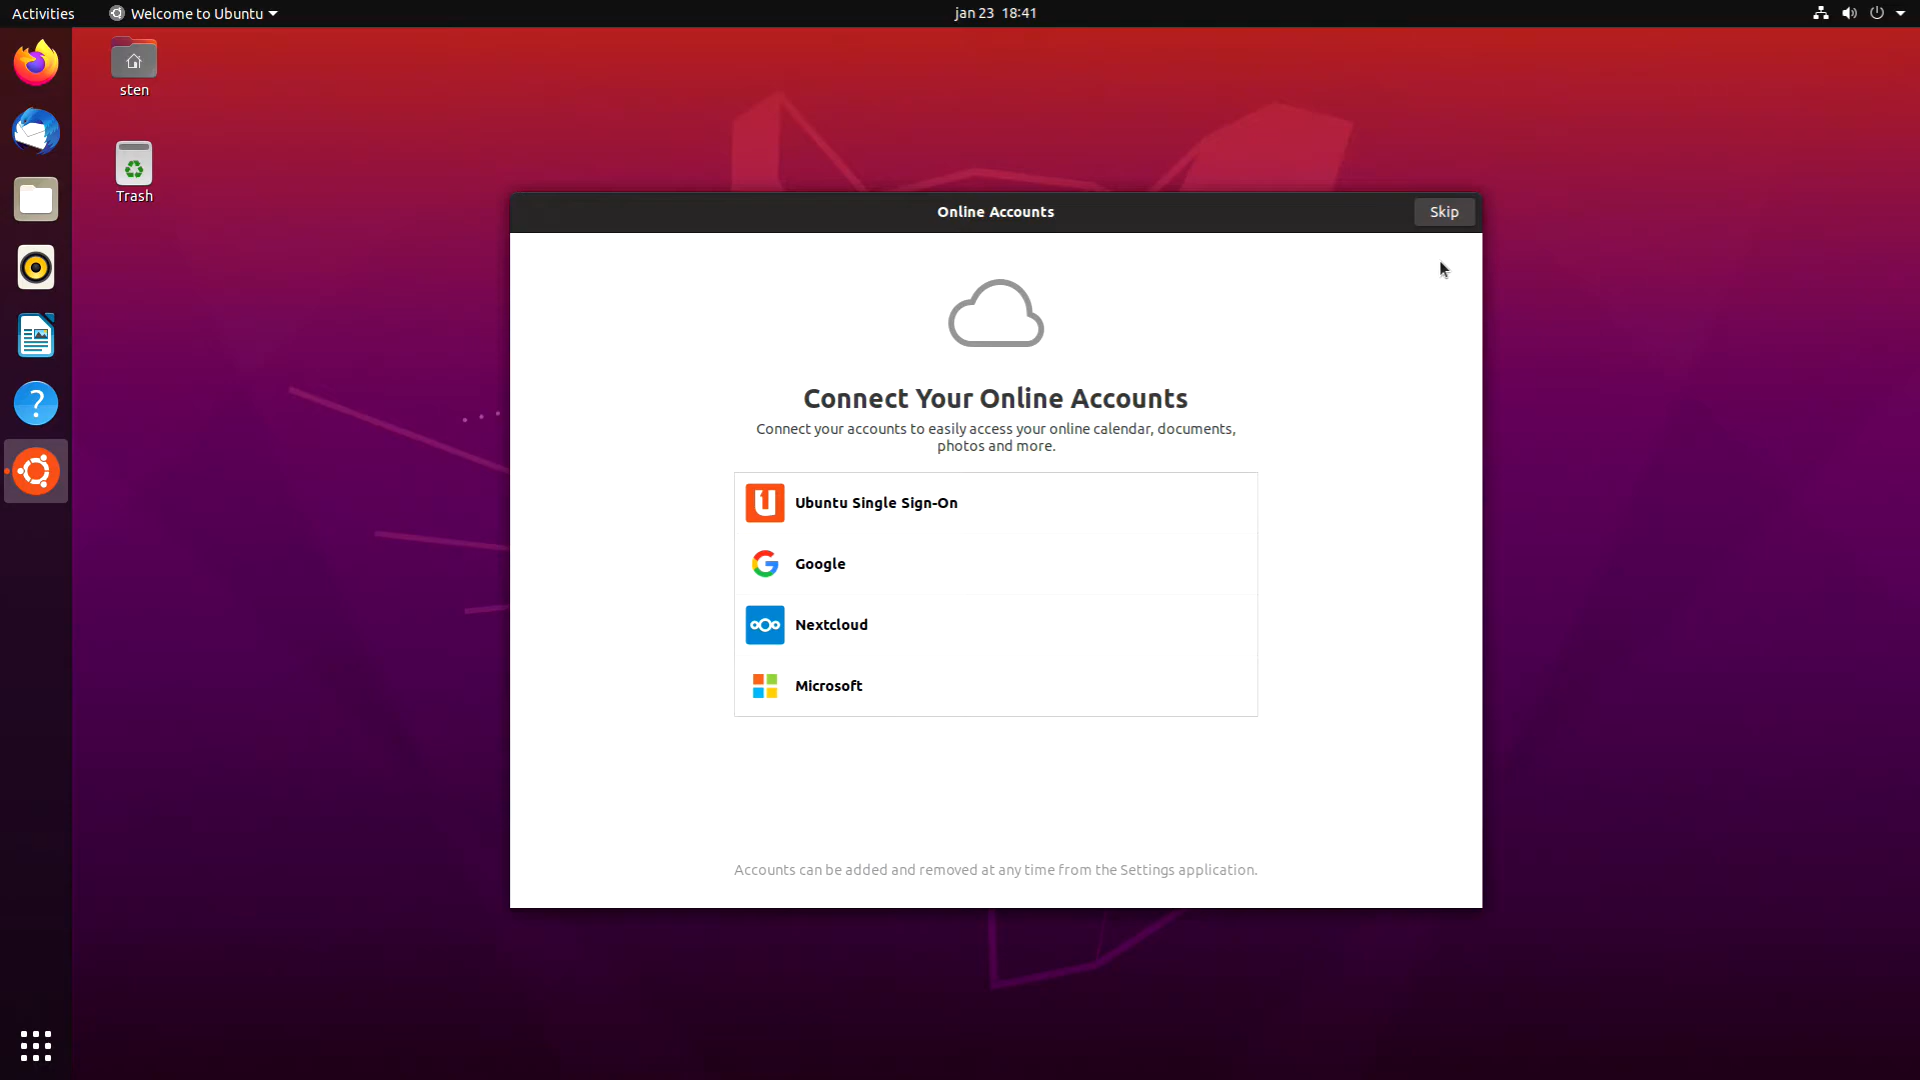 Activities
Welcome to Ubuntu
jan 23 18:41
sten
Trash
Online Accounts
Skip
Connect Your Online Accounts
Connect your accounts to easily access your online calendar, documents,
photos and more.
Ubuntu Single Sign-On
Google
Nextcloud
Microsoft
Accounts can be added and removed at any time from the Settings application.